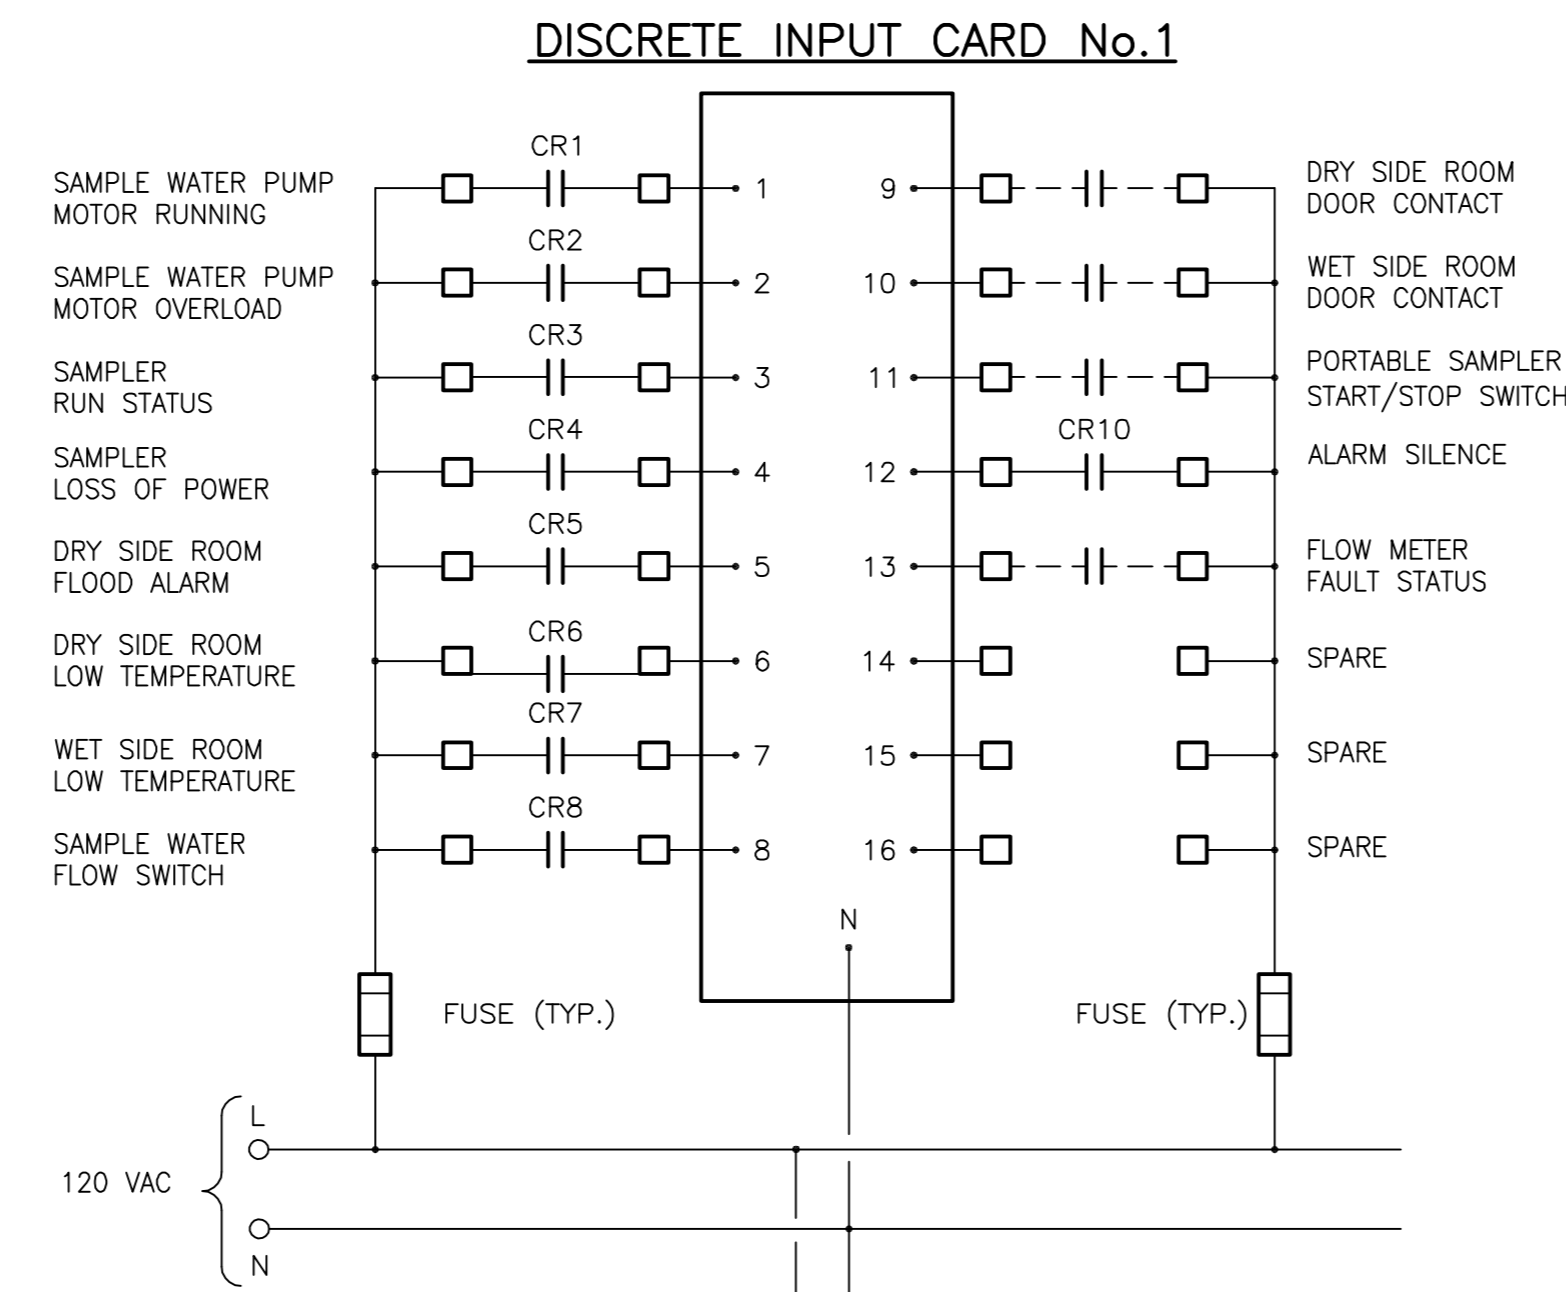 DISCRETE INPUT CARD No.1
SAMPLE WATER PUMP
MOTOR RUNNING
CR1
1
9
DRY SIDE ROOM
DOOR CONTACT
SAMPLE WATER PUMP
MOTOR OVERLOAD
CR2
2
10
WET SIDE ROOM
DOOR CONTACT
SAMPLER
RUN STATUS
CR3
3
11
PORTABLE SAMPLER
START/STOP SWITCH
SAMPLER
LOSS OF POWER
CR4
4
12
CR10
ALARM SILENCE
DRY SIDE ROOM
FLOOD ALARM
CR5
5
13
FLOW METER
FAULT STATUS
DRY SIDE ROOM
LOW TEMPERATURE
CR6
6
14
SPARE
WET SIDE ROOM
LOW TEMPERATURE
CR7
7
15
SPARE
SAMPLE WATER
FLOW SWITCH
CR8
8
16
SPARE
N
FUSE (TYP.)
FUSE (TYP.)
L
120 VAC
N